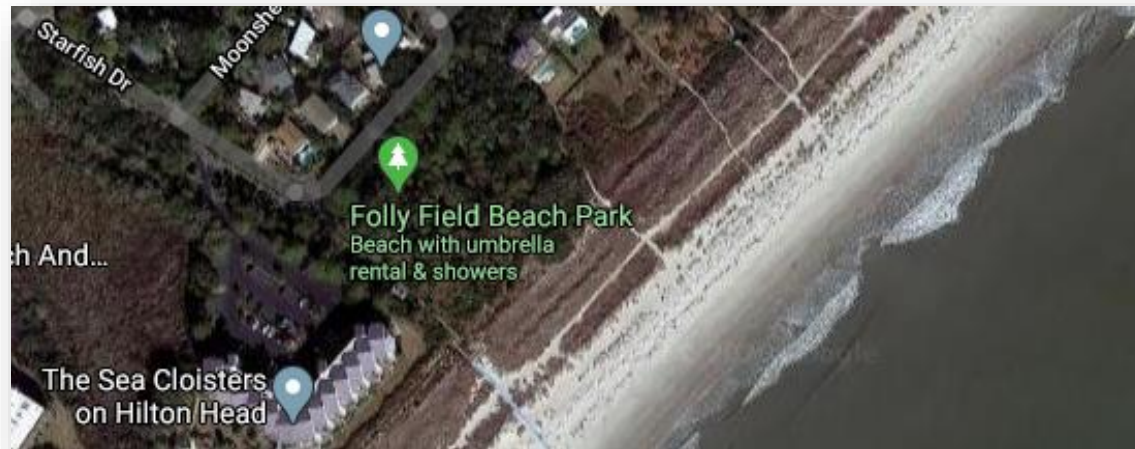 Starfish Dr
Moonshe
Folly Field Beach Park
Beach with umbrella
rental & showers
ch And...
The Sea Cloisters
on Hilton Head